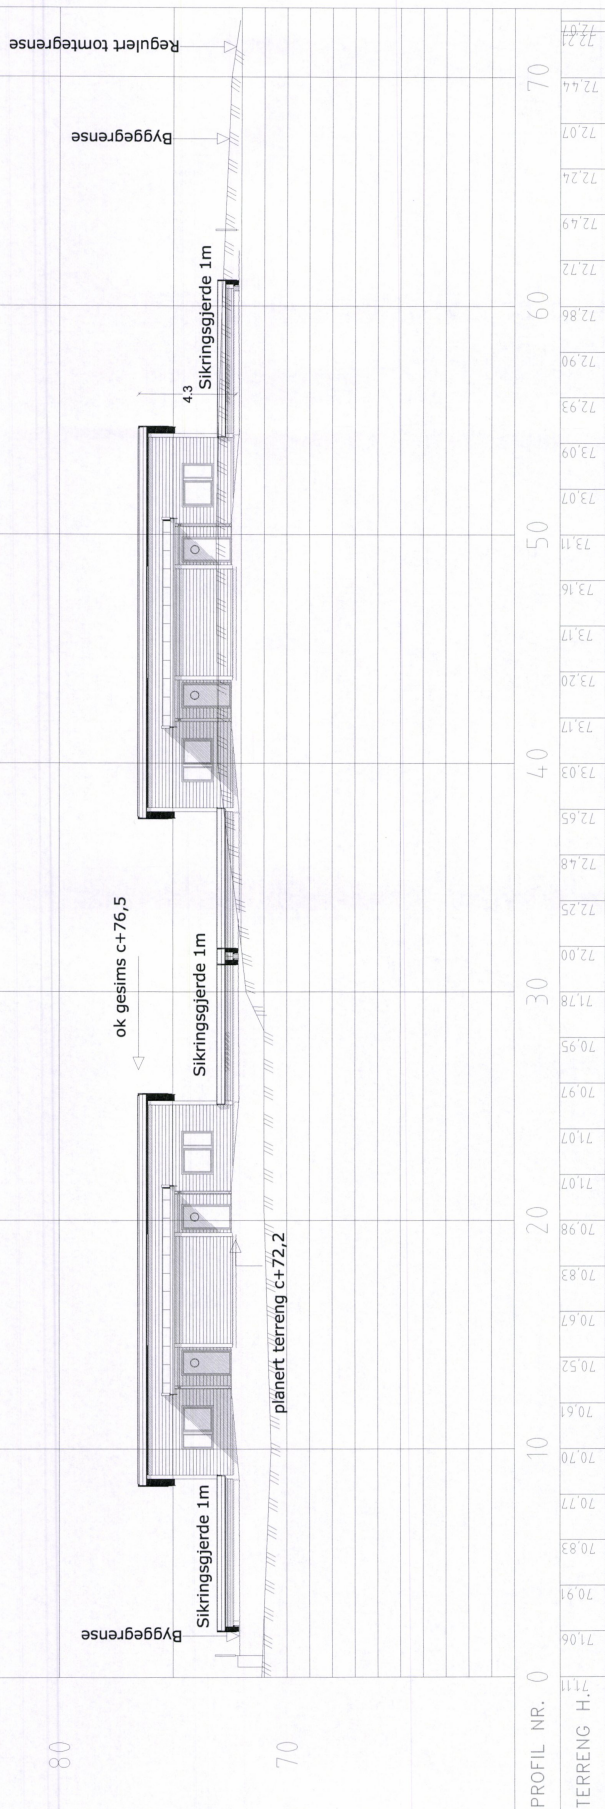 80
70
ok gesims c+76,5
4.3
Byggegrense
Sikringsgjerde 1m
Sikringsgjerde 1m
Sikringsgjerde 1m
Byggegrense
Regulert tomtegrense
planert terreng c+72,2
PROFIL NR. 0 10 20 30 40 50 60 70
TERRENG H. 71,11 71,06 70,91 70,83 70,77 70,70 70,61 70,52 70,67 70,83 70,98 71,07 71,07 70,97 70,95 71,78 72,00 72,25 72,48 72,65 73,03 73,17 73,20 73,17 73,16 73,11 73,07 73,09 72,93 72,90 72,86 72,72 72,49 72,24 72,07 72,44